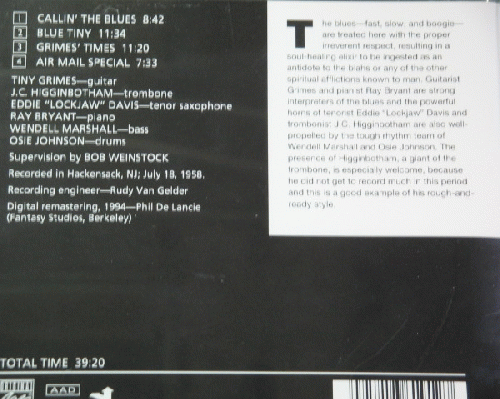 1 CALLIN' THE BLUES 8:42
2 BLUE TINY 11:34
3 GRIMES' TIMES 11:20
4 AIR MAIL SPECIAL 7:33
TINY GRIMES—guitar
J.C. HIGGINBOTHAM—trombone
EDDIE "LOCKJAW" DAVIS—tenor saxophone
RAY BRYANT—piano
WENDELL MARSHALL—bass
OSIE JOHNSON—drums
Supervision by BOB WEINSTOCK
Recorded in Hackensack, NJ; July 18, 1958.
Recording engineer—Rudy Van Gelder
Digital remastering, 1994—Phil De Lancie
(Fantasy Studios, Berkeley)
The blues—fast, slow, and boogie—
are treated here with the proper
irreverent respect, resulting in a
soul-healing elixir to be ingested as an
antidote to the blahs or any of the other
spiritual afflictions known to man. Guitarist
Grimes and pianist Ray Bryant are strong
interpreters of the blues and the powerful
horns of tenorist Eddie "Lockjaw" Davis and
trombonist J.C. Higginbotham are also well-
propelled by the tough rhythm team of
Wendell Marshall and Osie Johnson. The
presence of Higginbotham, a giant of the
trombone, is especially welcome, because
he did not get to record much in this period
and this is a good example of his rough-and-
ready style.
TOTAL TIME 39:20
AAD